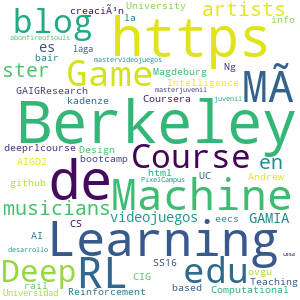 blog https creaciÃ³n artists
es la University info
bair abonfireofsouls laga
ster Game mastervideojuegos MÃ
Magdeburg Ng masterjuvenil
GAIGResearch kadenze Intelligence
Berkeley
deeprlcourse Coursera juvenil
AIGD2 Design Course en
github bootcamp PixelCampus
de Machine
musicians html UC Andrew
videojuegos eecs GAMIA
AI CS
desarrollo Learning uma
Deep RL SS16 edu ovgu
rail CIG based Teaching
Universidad Reinforcement Computational